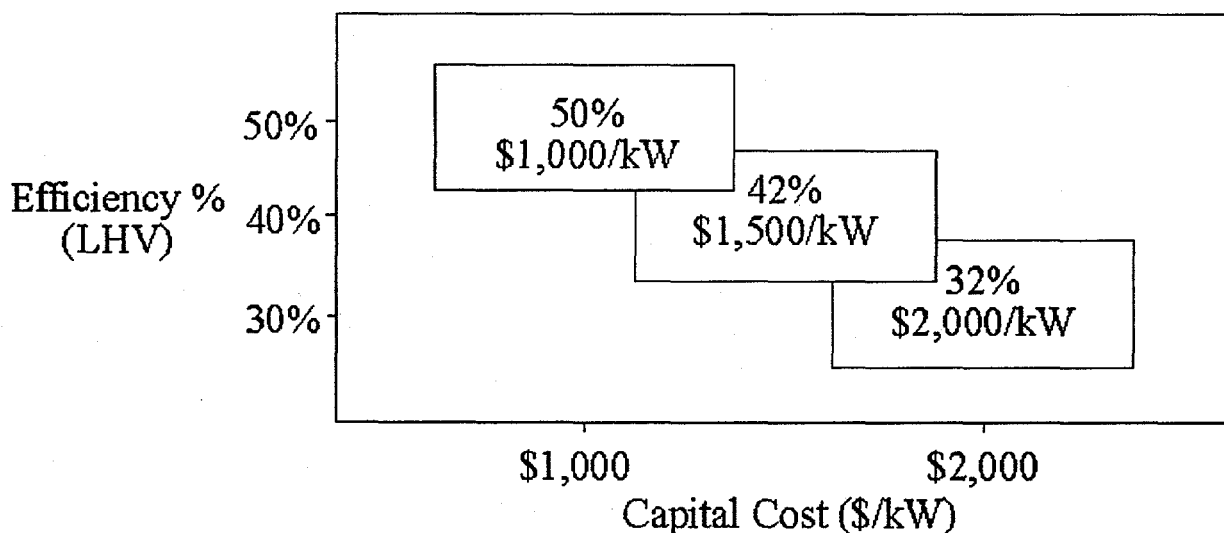 50%
$1,000/kW
50%
42%
$1,500/kW
Efficiency %
(LHV)
40%
32%
$2,000/kW
30%
$1,000
$2,000
Capital Cost ($/kW)